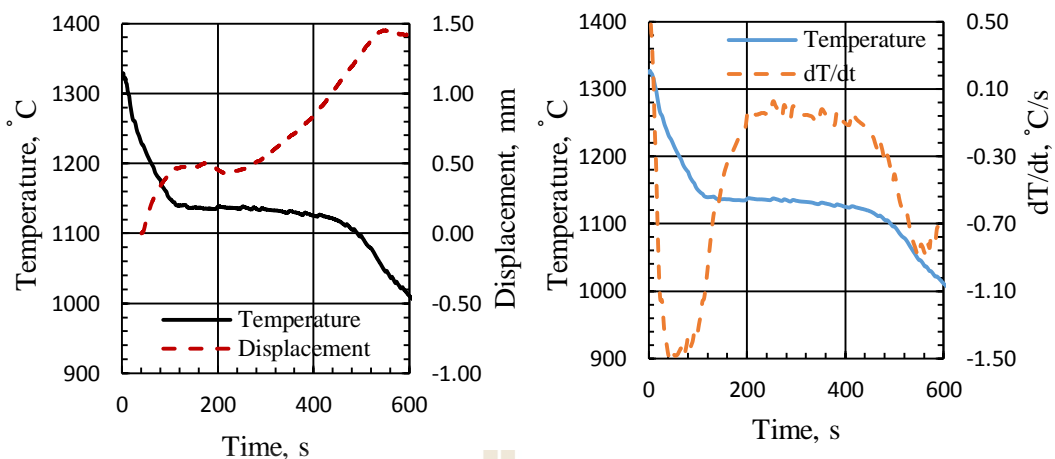 1400
1300
1200
1100
1000
900
Temperature, ˚C
1.50
1.00
0.50
0.00
-0.50
-1.00
Displacement, mm
Temperature
Displacement
0 200 400 600
Time, s
1400
1300
1200
1100
1000
900
Temperature, ˚C
0.50
0.10
-0.30
-0.70
-1.10
-1.50
dT/dt, ˚C/s
Temperature
dT/dt
0 200 400 600
Time, s